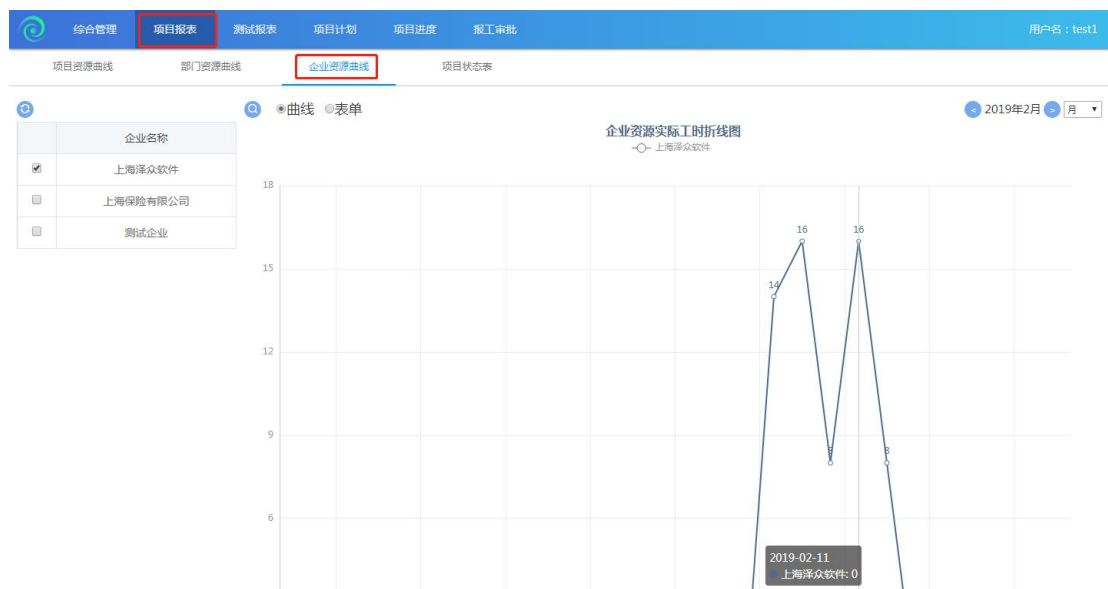 综合管理 项目报表 测试报表 项目计划 项目进度 报工审批 用户名：test1
项目资源曲线 部门资源曲线 企业资源曲线 项目状态表
曲线 表单 < 2019年2月 > 月
企业名称
上海泽众软件
上海保险有限公司
测试企业
企业资源实际工时折线图
上海泽众软件
18
15
12
9
6
14
16
8
16
8
2019-02-11
上海泽众软件: 0